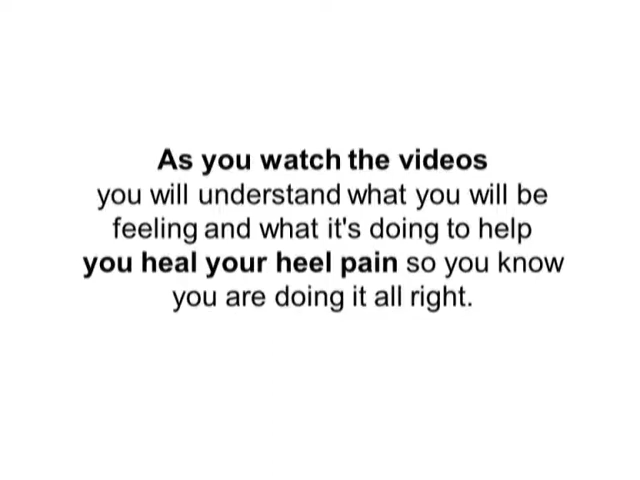 As you watch the videos
you will understand what you will be
feeling and what it's doing to help
you heal your heel pain so you know
you are doing it all right.